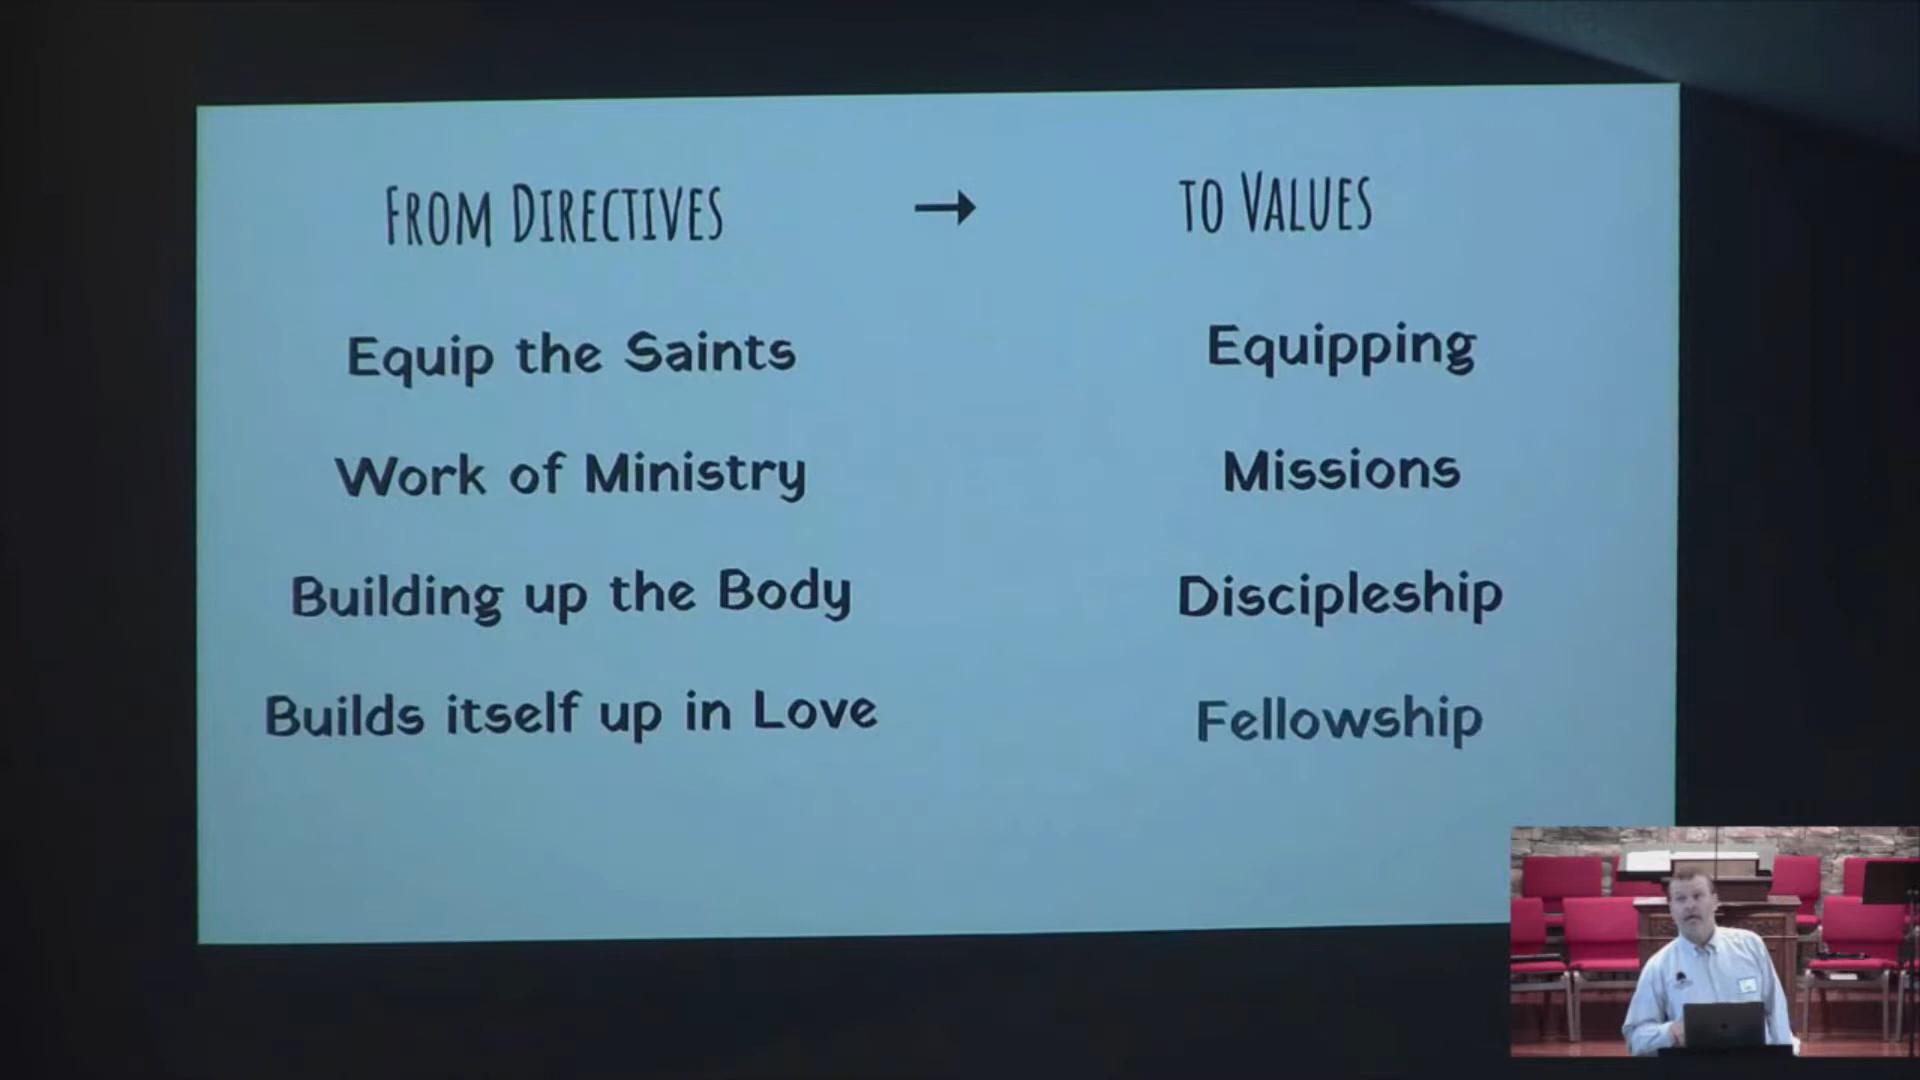 From Directives → to Values
Equip the Saints Equipping
Work of Ministry Missions
Building up the Body Discipleship
Builds itself up in Love Fellowship